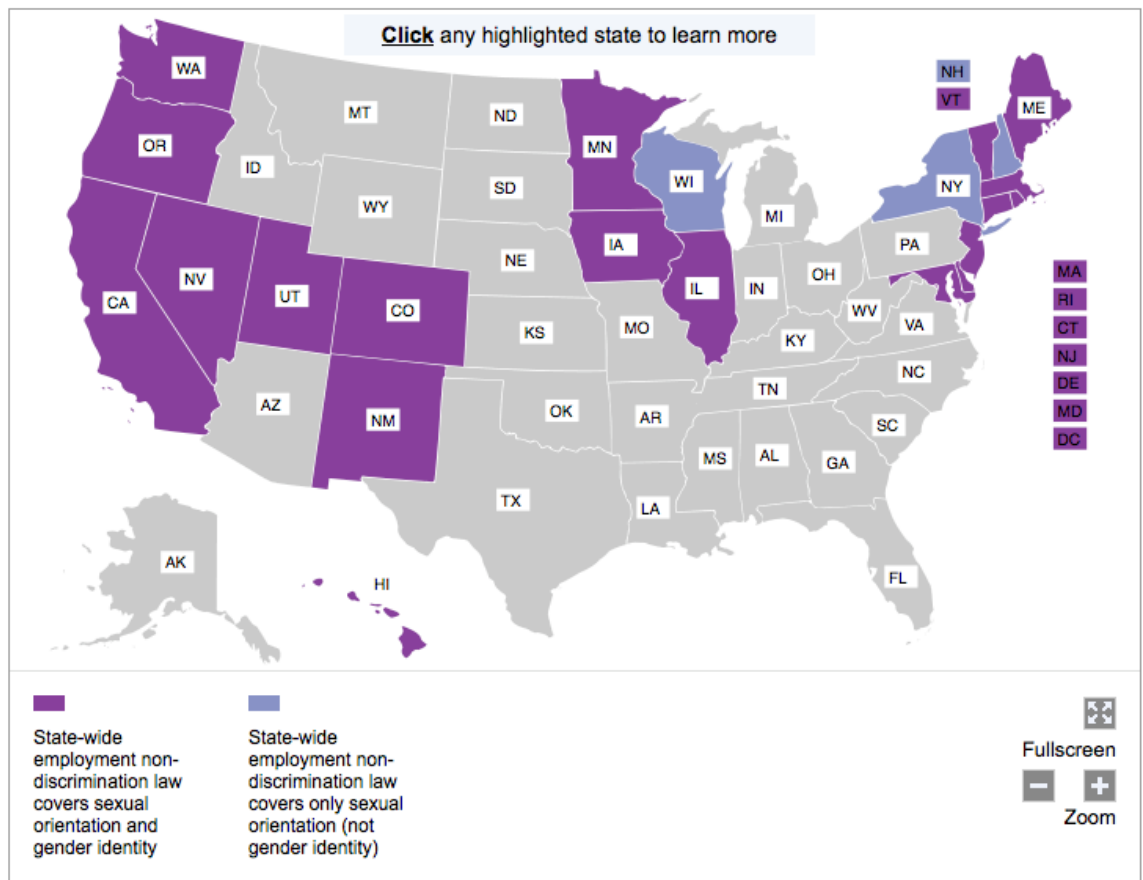 Click any highlighted state to learn more
WA
MT
ND
MN
NH
VT
ME
OR
ID
SD
WI
NY
WY
MI
IA
PA
NE
NV
UT
CO
IL
IN
OH
CA
KS
MO
WV
VA
KY
MA
RI
CT
NJ
DE
MD
DC
AZ
NM
OK
AR
TN
NC
SC
MS
AL
GA
TX
LA
AK
HI
FL
State-wide
employment non-
discrimination law
covers sexual
orientation and
gender identity
State-wide
employment non-
discrimination law
covers only sexual
orientation (not
gender identity)
Fullscreen
Zoom